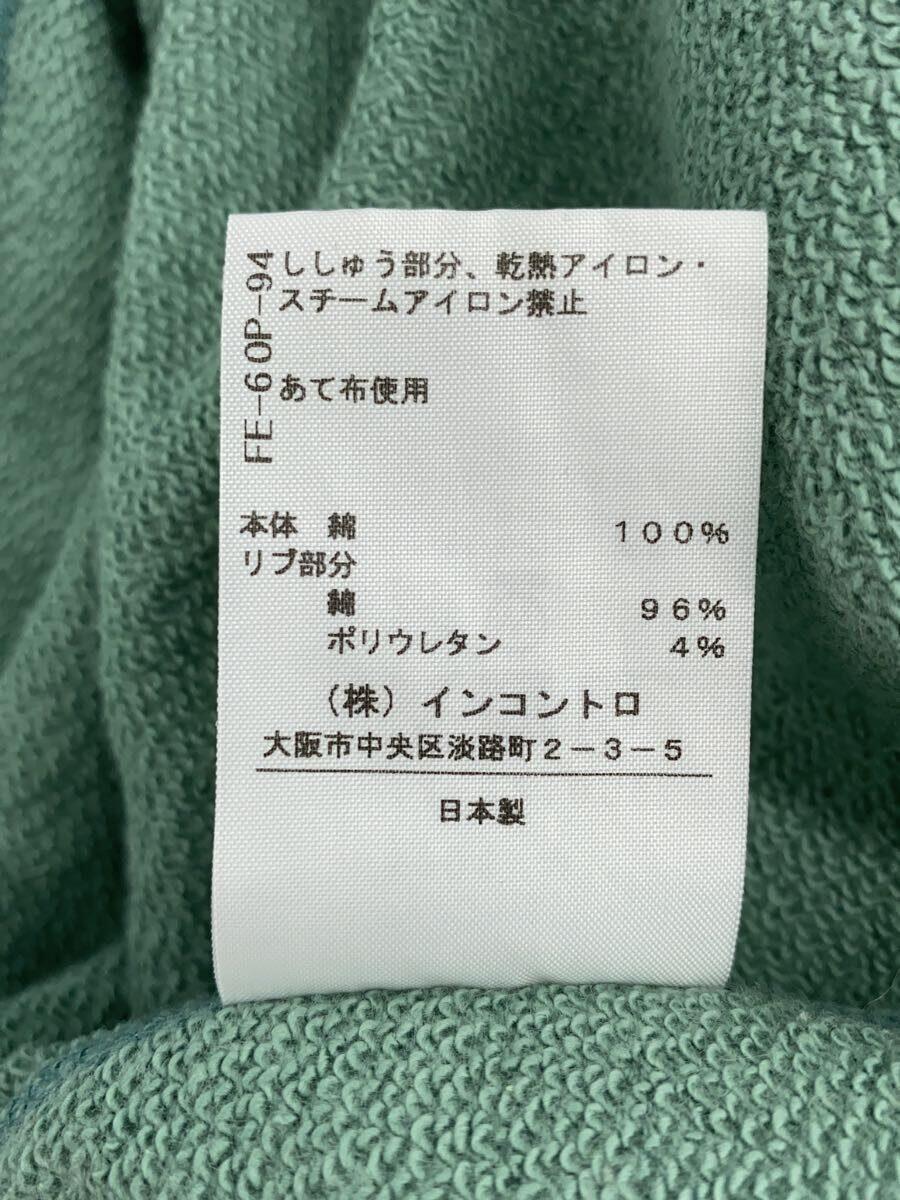 FE-60P-94
ししゅう部分、乾熱アイロン・
スチームアイロン禁止
あて布使用
本体 綿 100%
リブ部分
綿 96%
ポリウレタン 4%
(株)インコントロ
大阪市中央区淡路町2-3-5
日本製